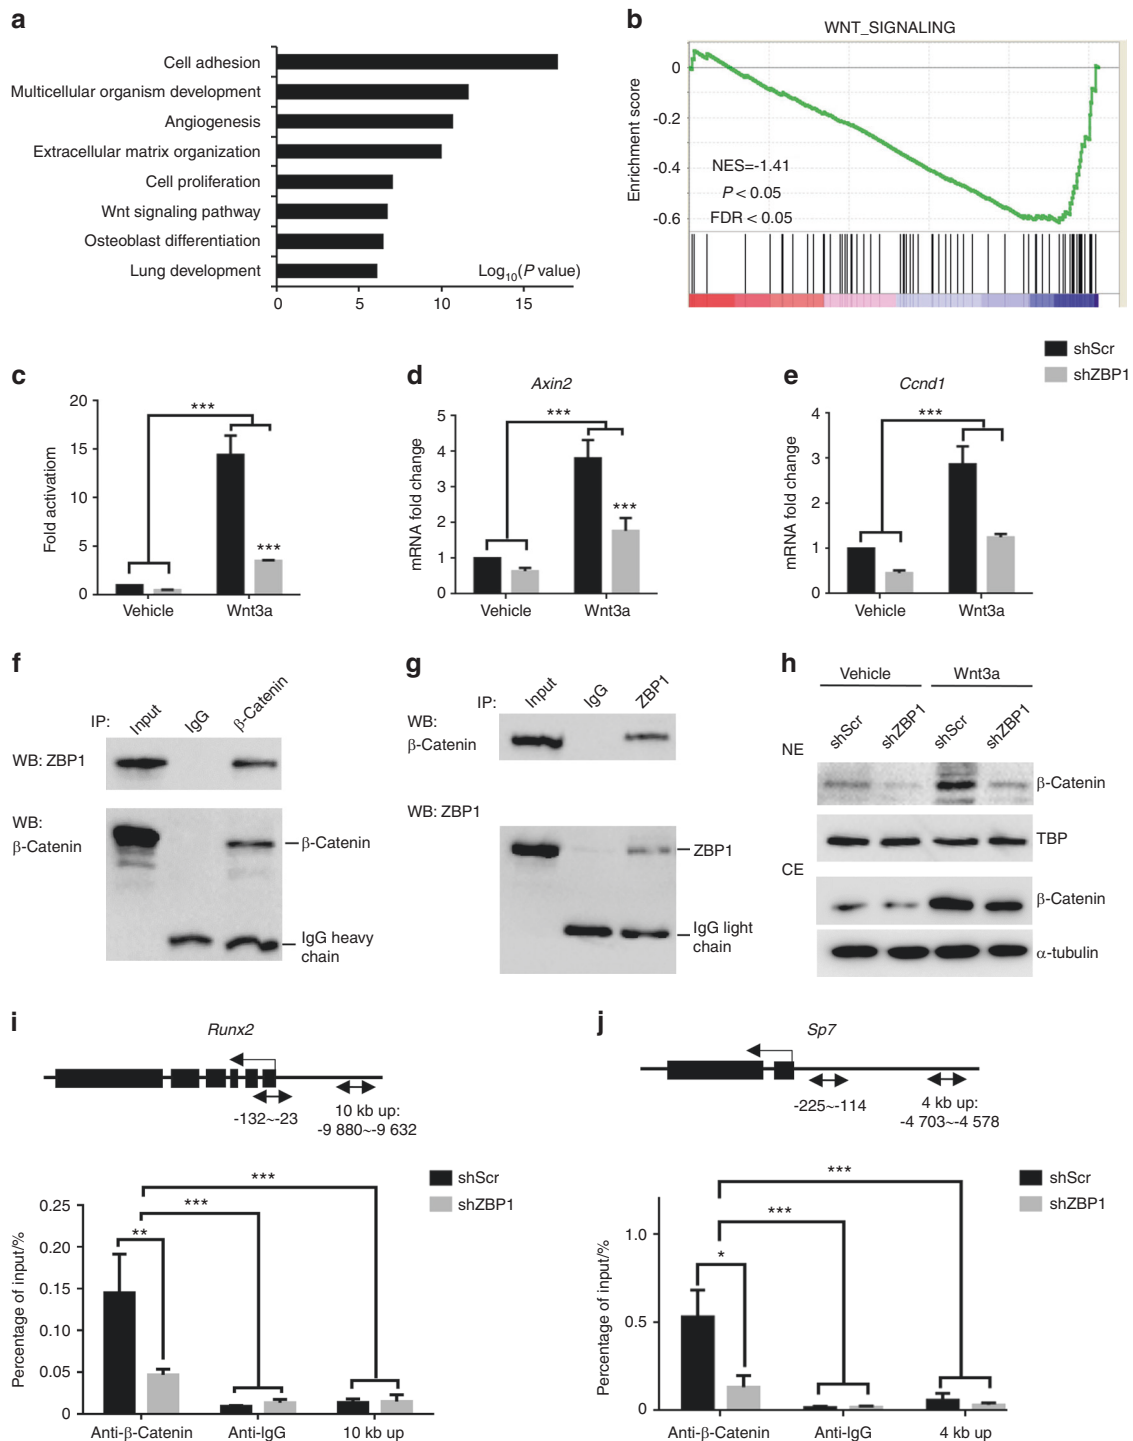 a
Cell adhesion
Multicellular organism development
Angiogenesis
Extracellular matrix organization
Cell proliferation
Wnt signaling pathway
Osteoblast differentiation
Lung development
Log10(P value)
0 5 10 15
b
WNT_SIGNALING
Enrichment score
0
-0.2
-0.4
-0.6
NES=-1.41
P < 0.05
FDR < 0.05
shScr
shZBP1
c
Fold activatiom
20
15
10
5
0
***
***
Vehicle Wnt3a
d
Axin2
mRNA fold change
5
4
3
2
1
0
***
***
Vehicle Wnt3a
e
Ccnd1
mRNA fold change
4
3
2
1
0
***
Vehicle Wnt3a
f
IP: Input IgG β-Catenin
WB: ZBP1
WB:
β-Catenin
β-Catenin
IgG heavy
chain
g
IP: Input IgG ZBP1
WB:
β-Catenin
WB: ZBP1
ZBP1
IgG light
chain
h
Vehicle Wnt3a
shScr shZBP1 shScr shZBP1
NE
β-Catenin
TBP
CE
β-Catenin
α-tubulin
i
Runx2
-132~-23
10 kb up:
-9 880~-9 632
shScr
shZBP1
Percentage of input/%
0.25
0.20
0.15
0.10
0.05
0
***
***
**
Anti-β-Catenin Anti-IgG 10 kb up
j
Sp7
-225~-114
4 kb up:
-4 703~-4 578
shScr
shZBP1
Percentage of input/%
1.0
0.5
0
***
***
*
Anti-β-Catenin Anti-IgG 4 kb up